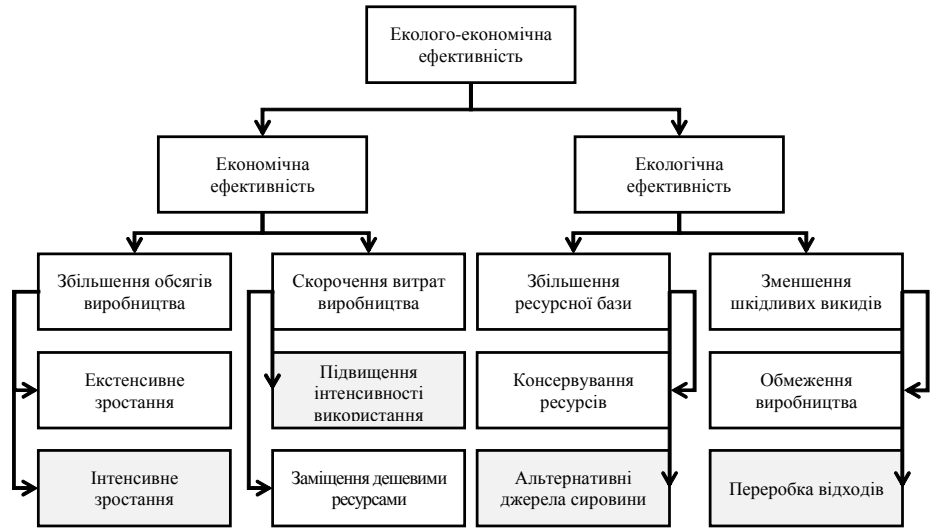 Еколого-економічна
ефективність
Економічна
ефективність
Екологічна
ефективність
Збільшення обсягів
виробництва
Скорочення витрат
виробництва
Збільшення
ресурсної бази
Зменшення
шкідливих викидів
Екстенсивне
зростання
Підвищення
інтенсивності
використання
Консервування
ресурсів
Обмеження
виробництва
Інтенсивне
зростання
Заміщення дешевими
ресурсами
Альтернативні
джерела сировини
Переробка відходів